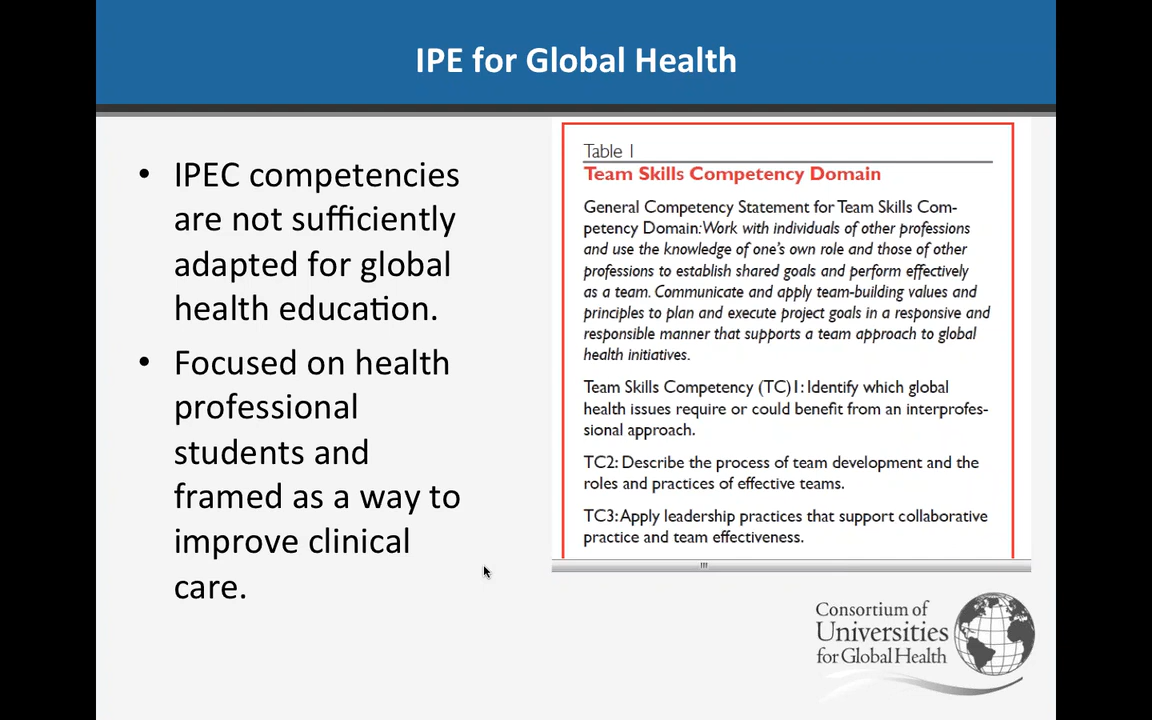 IPE for Global Health
• IPEC competencies
are not sufficiently
adapted for global
health education.
• Focused on health
professional
students and
framed as a way to
improve clinical
care.
Table 1
Team Skills Competency Domain
General Competency Statement for Team Skills Com-
petency Domain: Work with individuals of other professions
and use the knowledge of one's own role and those of other
professions to establish shared goals and perform effectively
as a team. Communicate and apply team-building values and
principles to plan and execute project goals in a responsive and
responsible manner that supports a team approach to global
health initiatives.
Team Skills Competency (TC)1: Identify which global
health issues require or could benefit from an interprofes-
sional approach.
TC2: Describe the process of team development and the
roles and practices of effective teams.
TC3: Apply leadership practices that support collaborative
practice and team effectiveness.
Consortium of
Universities
for Global Health